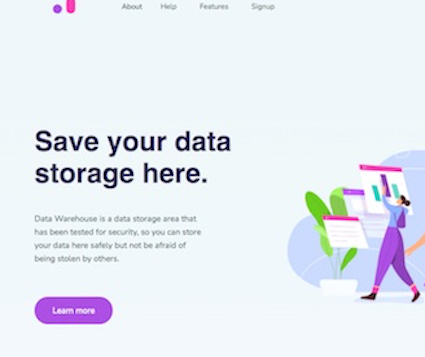 About Help Features Signup
Save your data
storage here.
Data Warehouse is a data storage area that
has been tested for security, so you can store
your data here safely but not be afraid of
being stolen by others.
Learn more